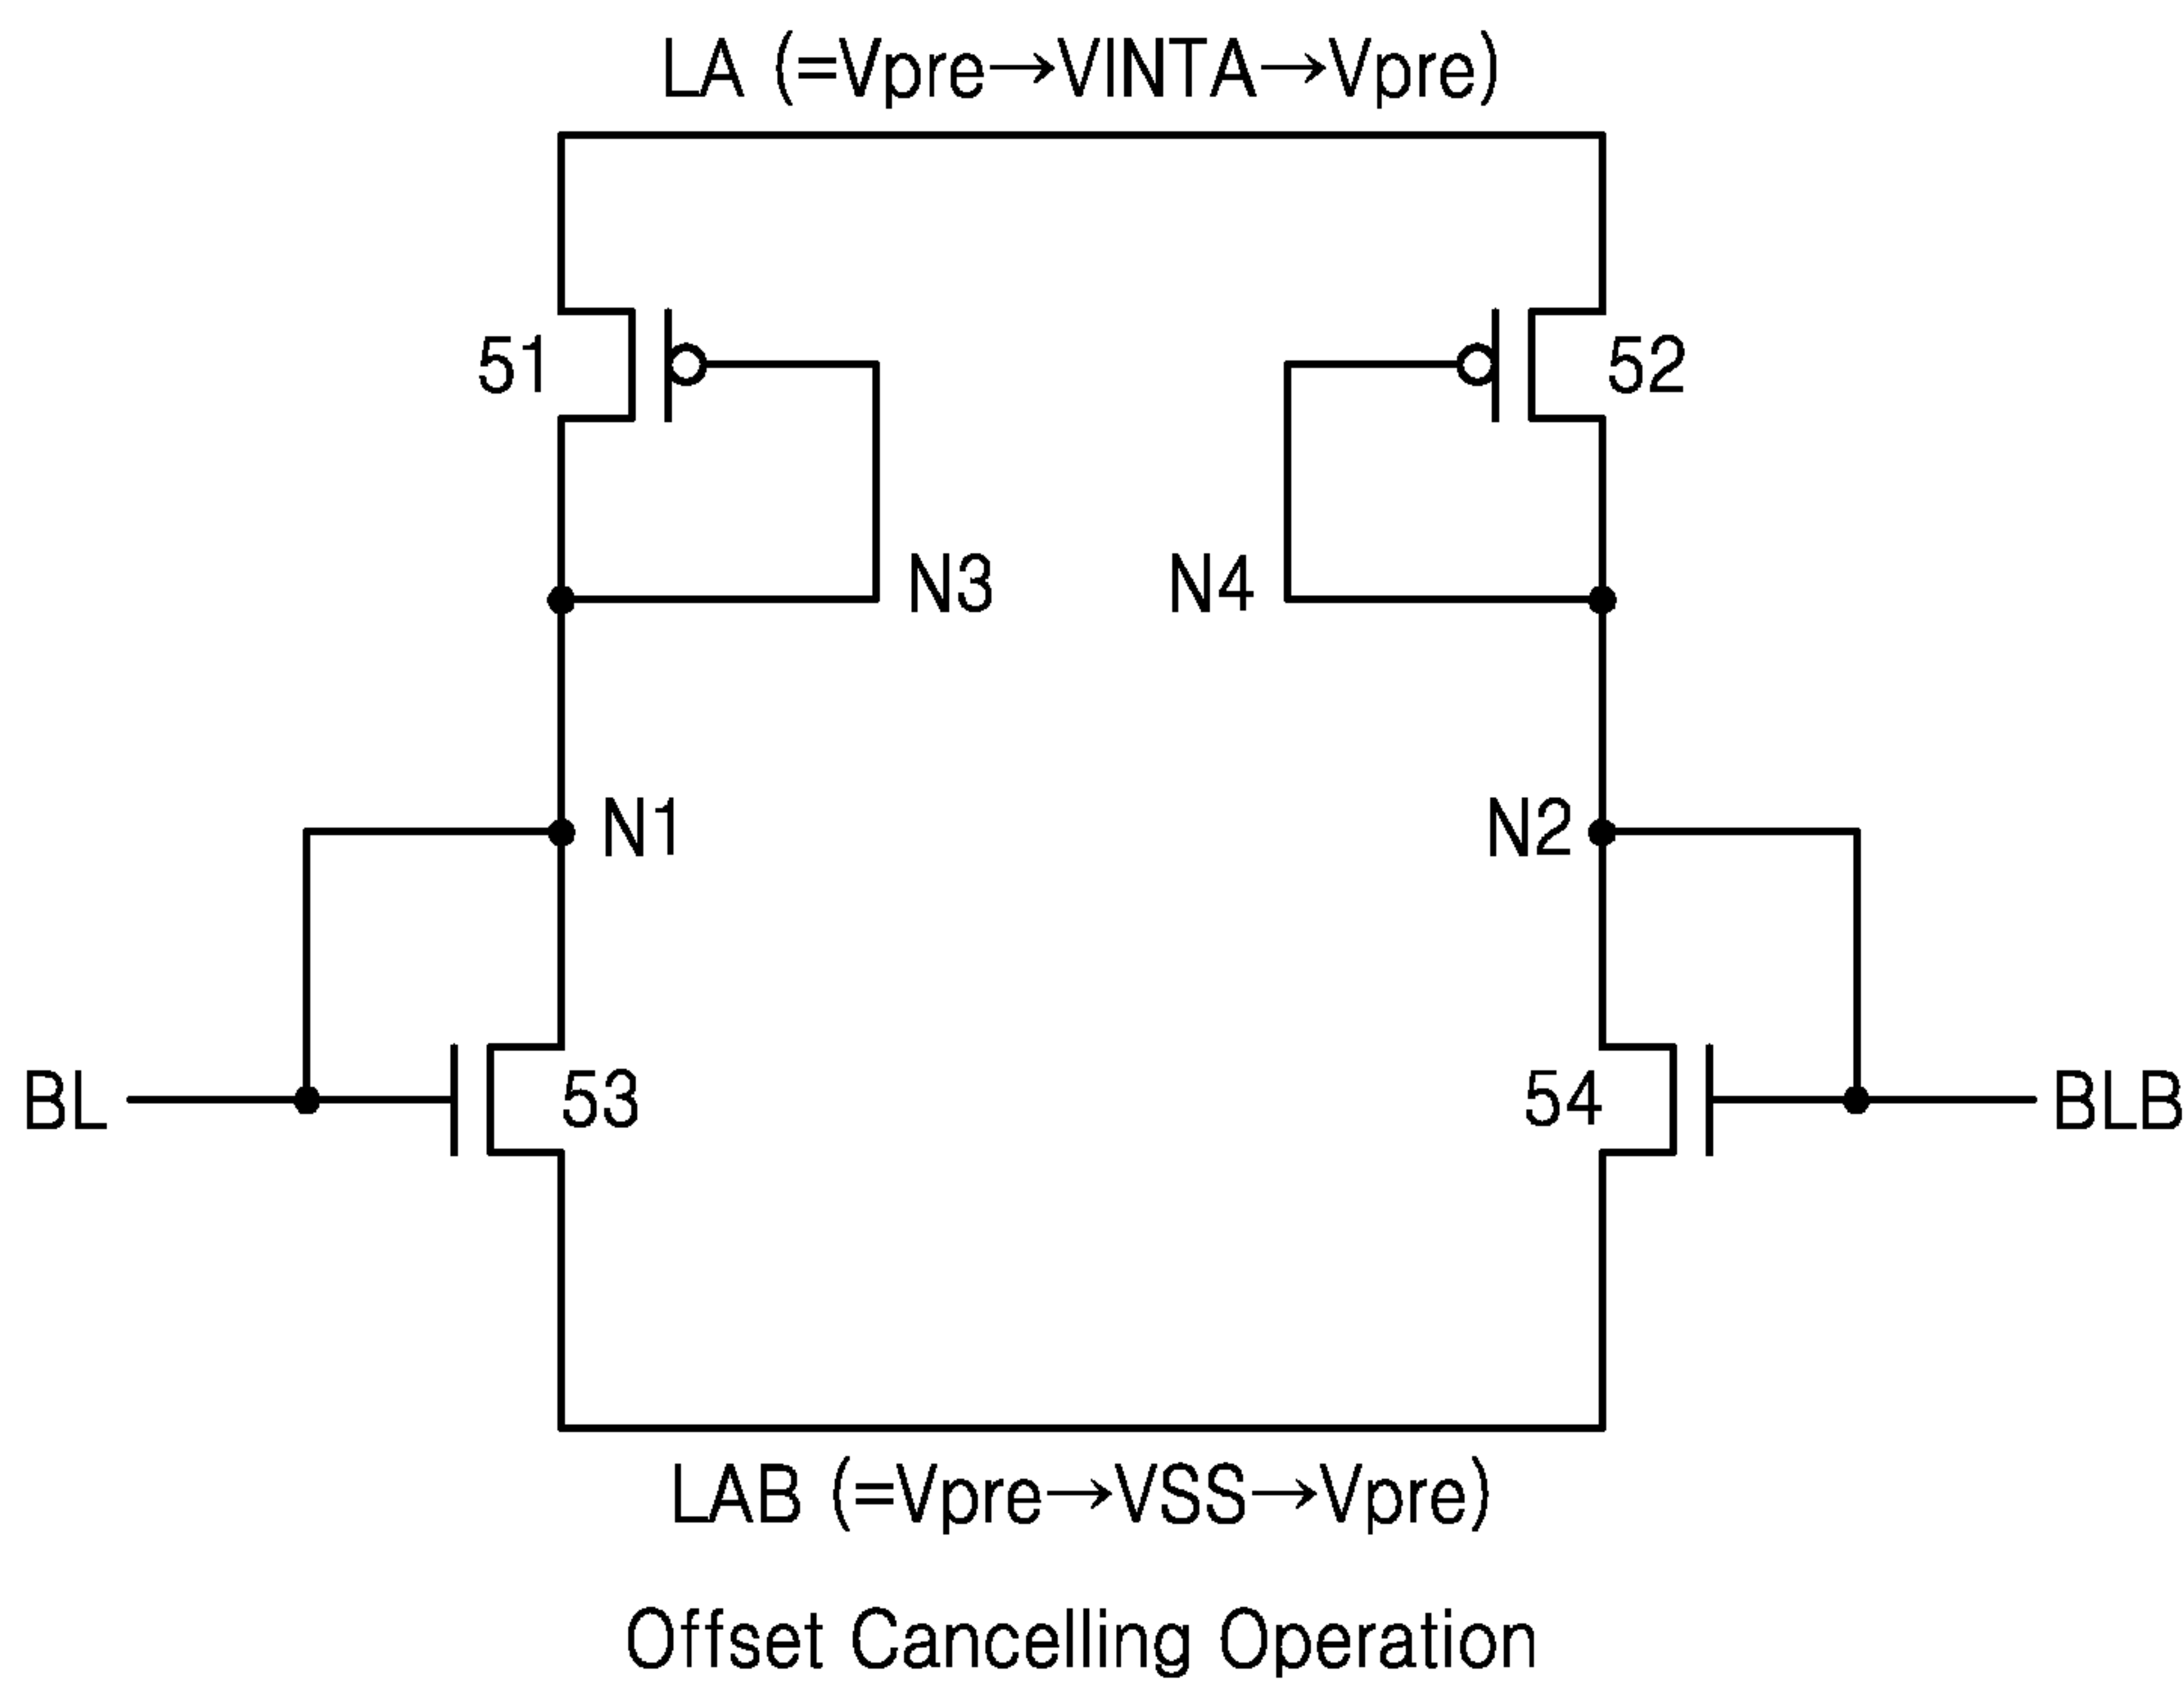 LA (=Vpre→VINTA→Vpre)
51
52
N3
N4
N1
N2
BL
53
54
BLB
LAB (=Vpre→VSS→Vpre)
Offset Cancelling Operation